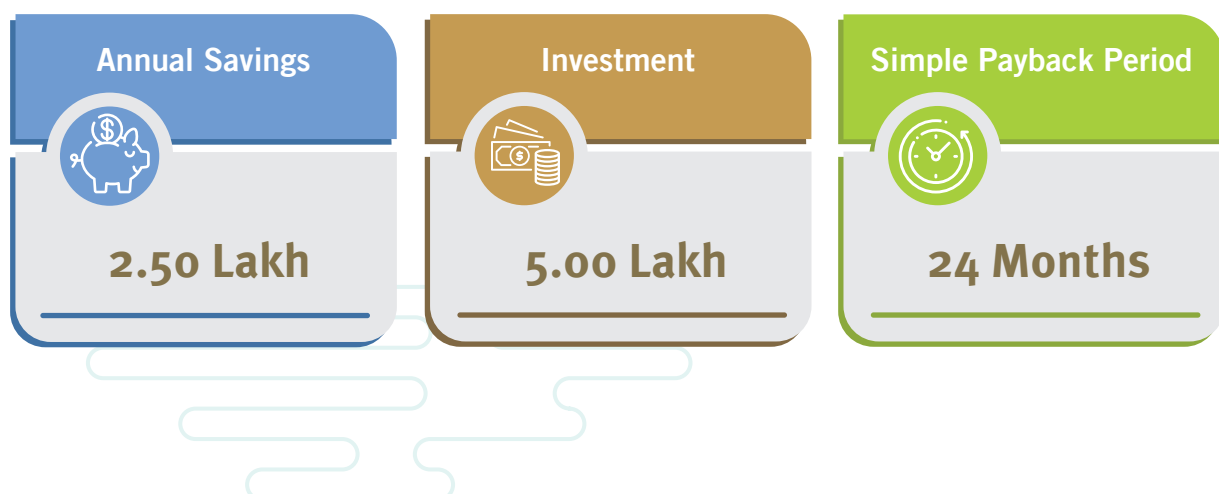 Annual Savings
Investment
Simple Payback Period
2.50 Lakh
5.00 Lakh
24 Months